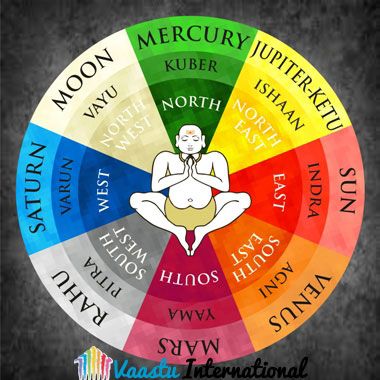 MERCURY
KUBER
NORTH
JUPITER-KETU
ISHAAN
NORTH
EAST
SUN
INDRA
EAST
VENUS
AGNI
SOUTH
EAST
MARS
YAMA
SOUTH
RAHU
PITRA
SOUTH
WEST
SATURN
VARUN
WEST
MOON
VAYU
NORTH
WEST
Vaastu International